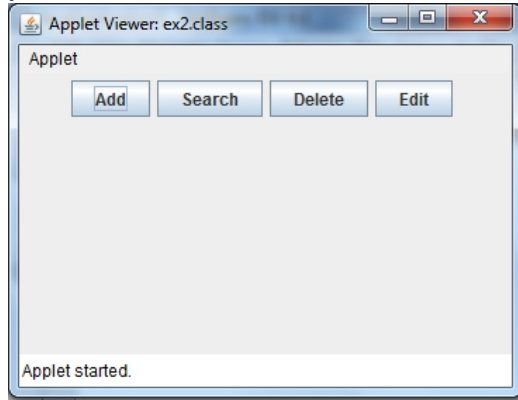 Applet Viewer: ex2.class
Applet
Add Search Delete Edit
Applet started.